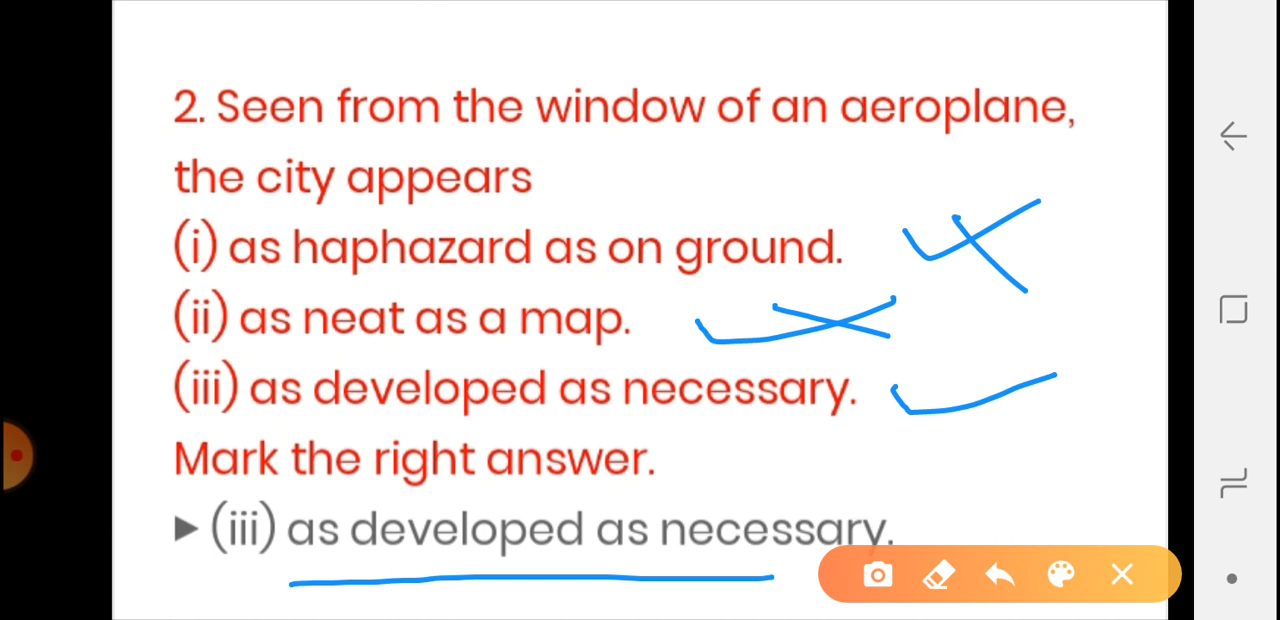 2. Seen from the window of an aeroplane,
the city appears
(i) as haphazard as on ground.
(ii) as neat as a map.
(iii) as developed as necessary.
Mark the right answer.
▶ (iii) as developed as necessary.